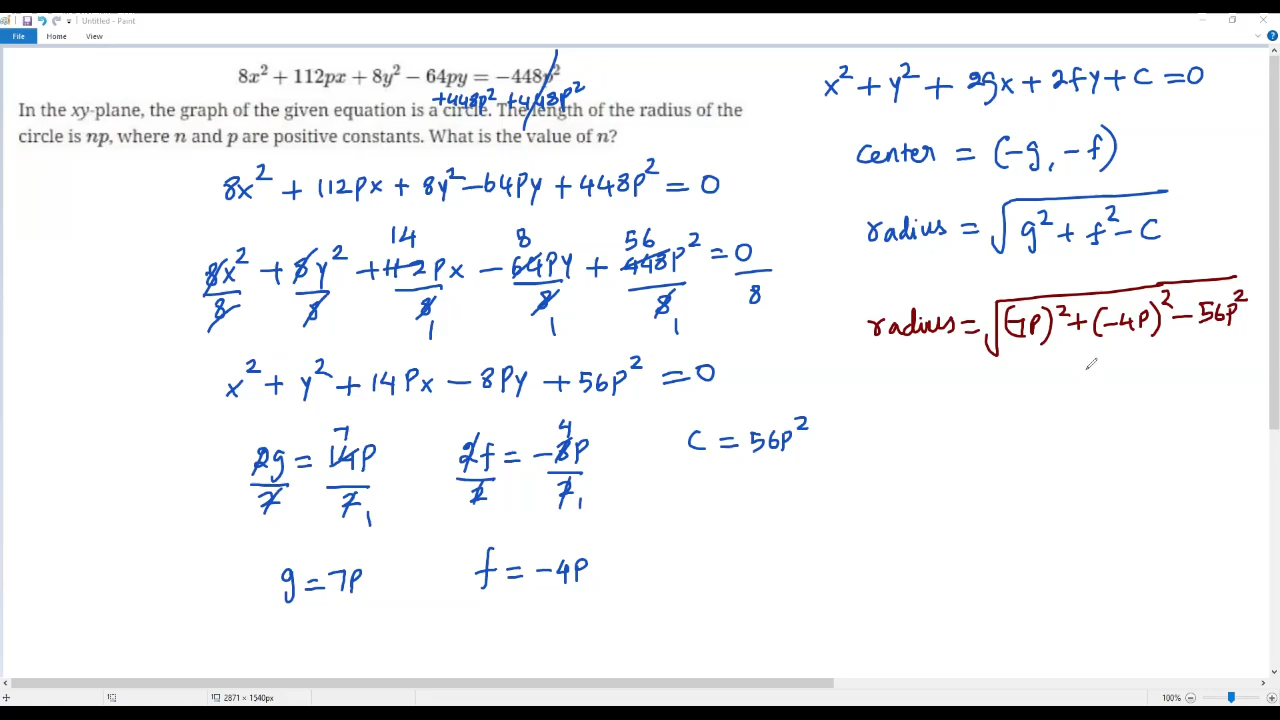 Untitled - Paint
File Home View
8x² + 112px + 8y² − 64py = −448p²
+448p² +448p²
In the xy-plane, the graph of the given equation is a circle. The length of the radius of the
circle is np, where n and p are positive constants. What is the value of n?
8x² + 112px + 8y² − 64py + 448p² = 0
14 8 56
8x² + 8y² + 112px − 64py + 448p² = 0
8 8 8 8 8 8
1 1 1
x² + y² + 14px − 8py + 56p² = 0
7 4
2g = 14p 2f = −8p c = 56p²
2 2 2 2
1 1
g = 7p f = −4p
x² + y² + 2gx + 2fy + c = 0
center = (−g, −f)
radius = √g² + f² − c
radius = √(7p)² + (−4p)² − 56p²
2871 × 1540px 100%